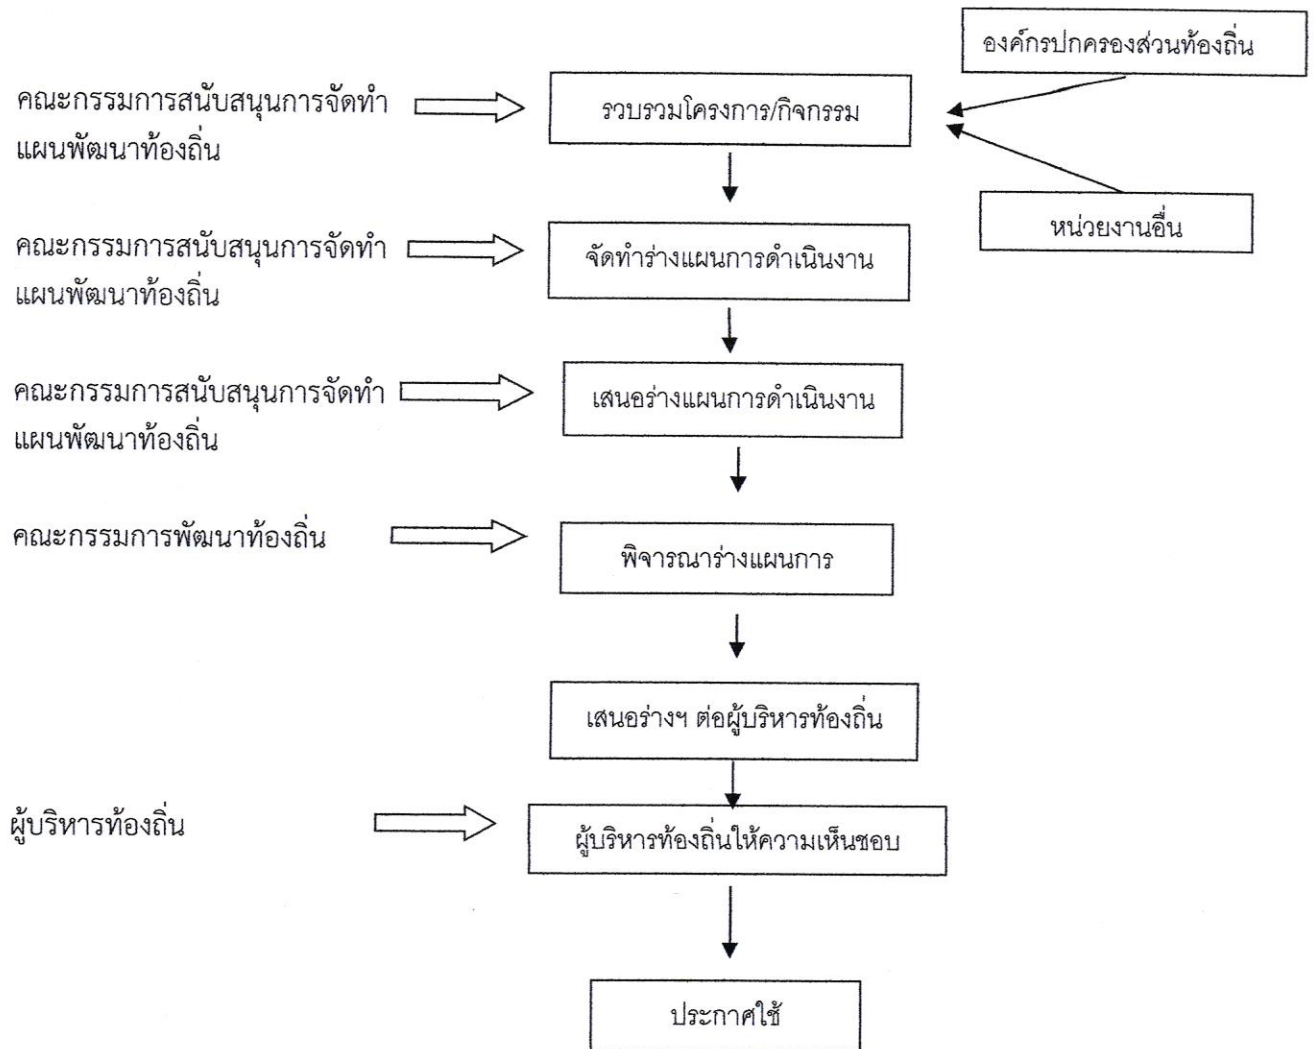 องค์กรปกครองส่วนท้องถิ่น
คณะกรรมการสนับสนุนการจัดทำ
แผนพัฒนาท้องถิ่น
รวบรวมโครงการ/กิจกรรม
หน่วยงานอื่น
คณะกรรมการสนับสนุนการจัดทำ
แผนพัฒนาท้องถิ่น
จัดทำร่างแผนการดำเนินงาน
คณะกรรมการสนับสนุนการจัดทำ
แผนพัฒนาท้องถิ่น
เสนอร่างแผนการดำเนินงาน
คณะกรรมการพัฒนาท้องถิ่น
พิจารณาร่างแผนการ
เสนอร่างฯ ต่อผู้บริหารท้องถิ่น
ผู้บริหารท้องถิ่น
ผู้บริหารท้องถิ่นให้ความเห็นชอบ
ประกาศใช้